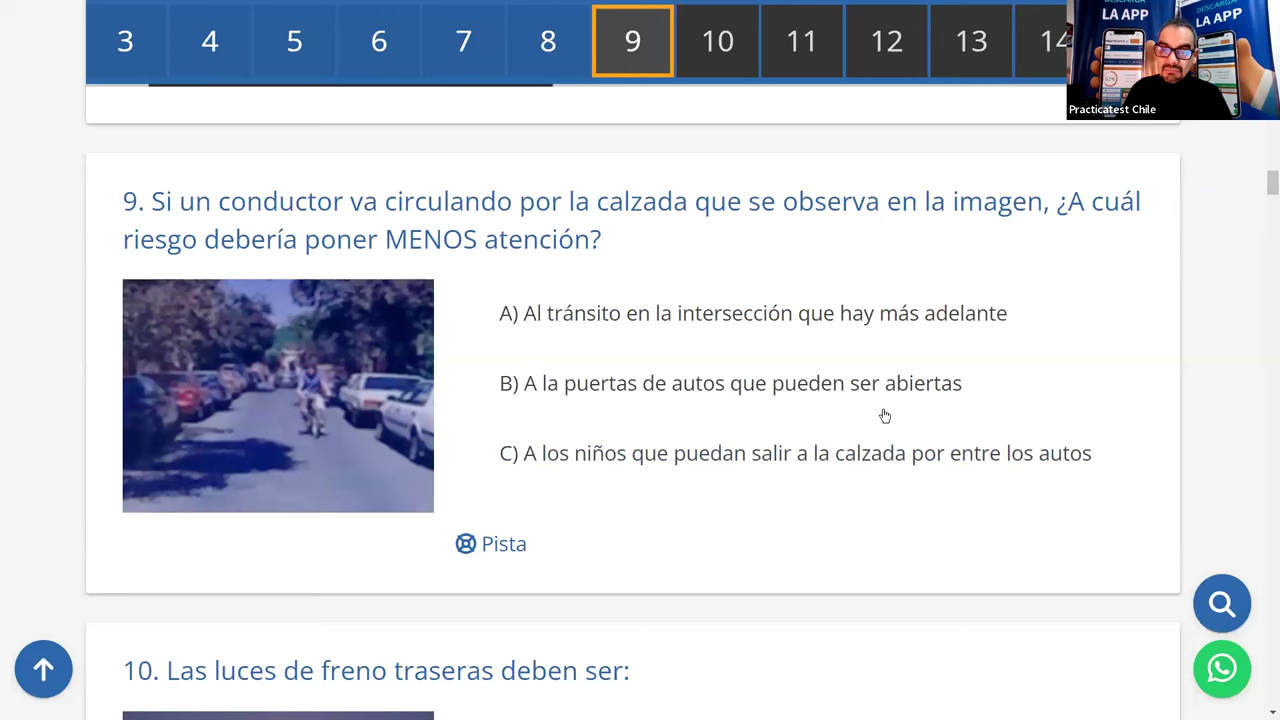 3 4 5 6 7 8 9 10 11 12 13 14
DESCARGA
LA APP
LA APP
Practicatest Chile
9. Si un conductor va circulando por la calzada que se observa en la imagen, ¿A cuál
riesgo debería poner MENOS atención?
A) Al tránsito en la intersección que hay más adelante
B) A la puertas de autos que pueden ser abiertas
C) A los niños que puedan salir a la calzada por entre los autos
Pista
10. Las luces de freno traseras deben ser: